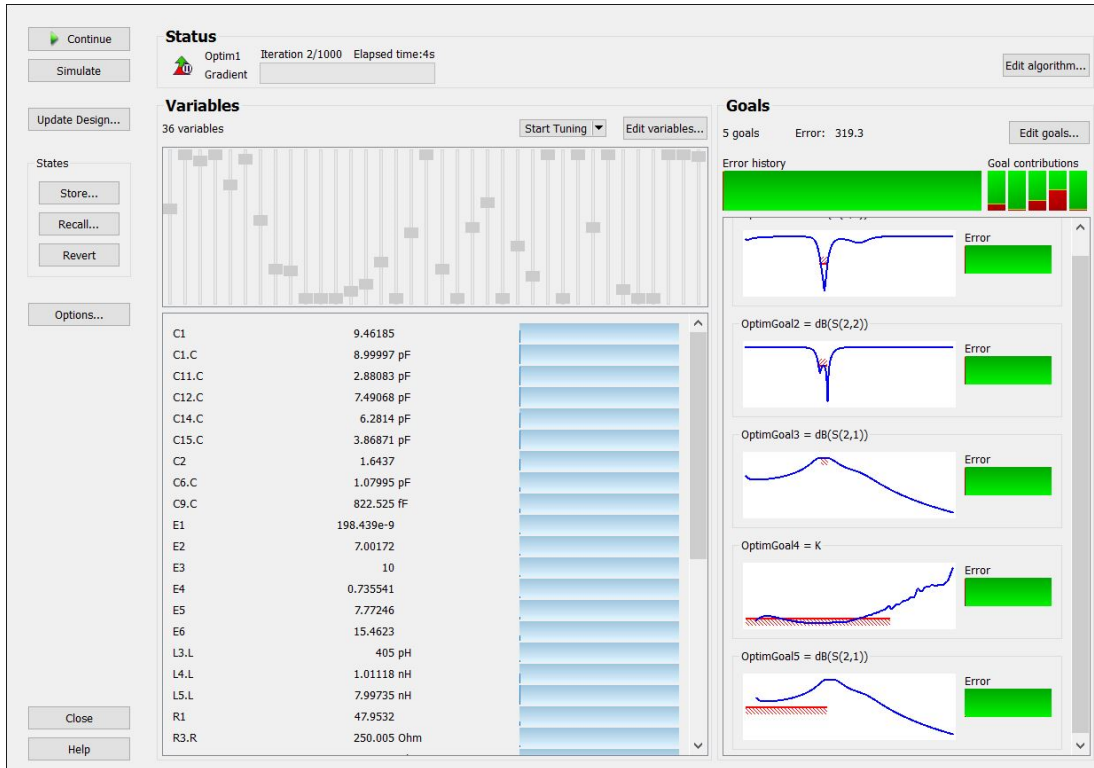 Continue
Simulate
Update Design...
States
Store...
Recall...
Revert
Options...
Close
Help
Status
Optim1 Iteration 2/1000 Elapsed time:4s
Gradient
Edit algorithm...
Variables
36 variables
Start Tuning
Edit variables...
C1 9.46185
C1.C 8.99997 pF
C11.C 2.88083 pF
C12.C 7.49068 pF
C14.C 6.2814 pF
C15.C 3.86871 pF
C2 1.6437
C6.C 1.07995 pF
C9.C 822.525 fF
E1 198.439e-9
E2 7.00172
E3 10
E4 0.735541
E5 7.77246
E6 15.4623
L3.L 405 pH
L4.L 1.01118 nH
L5.L 7.99735 nH
R1 47.9532
R3.R 250.005 Ohm
Goals
5 goals Error: 319.3
Edit goals...
Error history
Goal contributions
Error
OptimGoal2 = dB(S(2,2))
Error
OptimGoal3 = dB(S(2,1))
Error
OptimGoal4 = K
Error
OptimGoal5 = dB(S(2,1))
Error